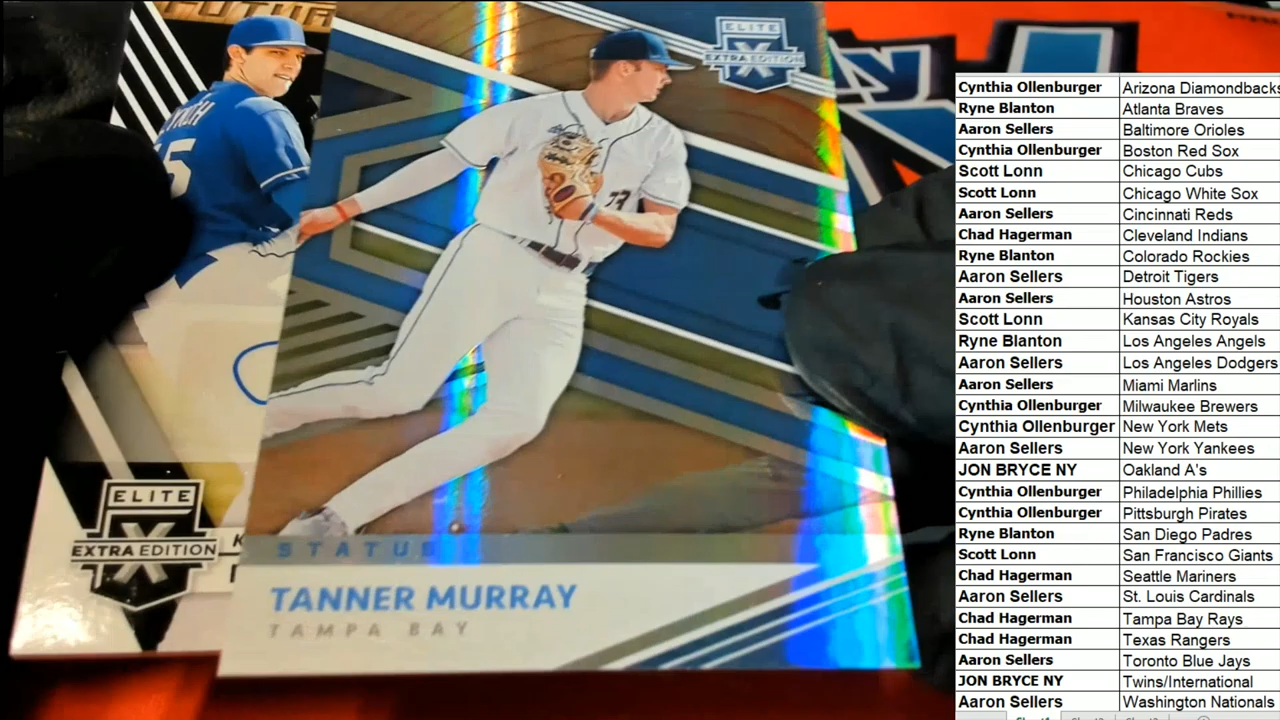 ELITE
X
EXTRA EDITION
STATUS
TANNER MURRAY
TAMPA BAY
ELITE
X
EXTRA EDITION
Cynthia Ollenburger Arizona Diamondbacks
Ryne Blanton Atlanta Braves
Aaron Sellers Baltimore Orioles
Cynthia Ollenburger Boston Red Sox
Scott Lonn Chicago Cubs
Scott Lonn Chicago White Sox
Aaron Sellers Cincinnati Reds
Chad Hagerman Cleveland Indians
Ryne Blanton Colorado Rockies
Aaron Sellers Detroit Tigers
Aaron Sellers Houston Astros
Scott Lonn Kansas City Royals
Ryne Blanton Los Angeles Angels
Aaron Sellers Los Angeles Dodgers
Aaron Sellers Miami Marlins
Cynthia Ollenburger Milwaukee Brewers
Cynthia Ollenburger New York Mets
Aaron Sellers New York Yankees
JON BRYCE NY Oakland A's
Cynthia Ollenburger Philadelphia Phillies
Cynthia Ollenburger Pittsburgh Pirates
Ryne Blanton San Diego Padres
Scott Lonn San Francisco Giants
Chad Hagerman Seattle Mariners
Aaron Sellers St. Louis Cardinals
Chad Hagerman Tampa Bay Rays
Chad Hagerman Texas Rangers
Aaron Sellers Toronto Blue Jays
JON BRYCE NY Twins/International
Aaron Sellers Washington Nationals